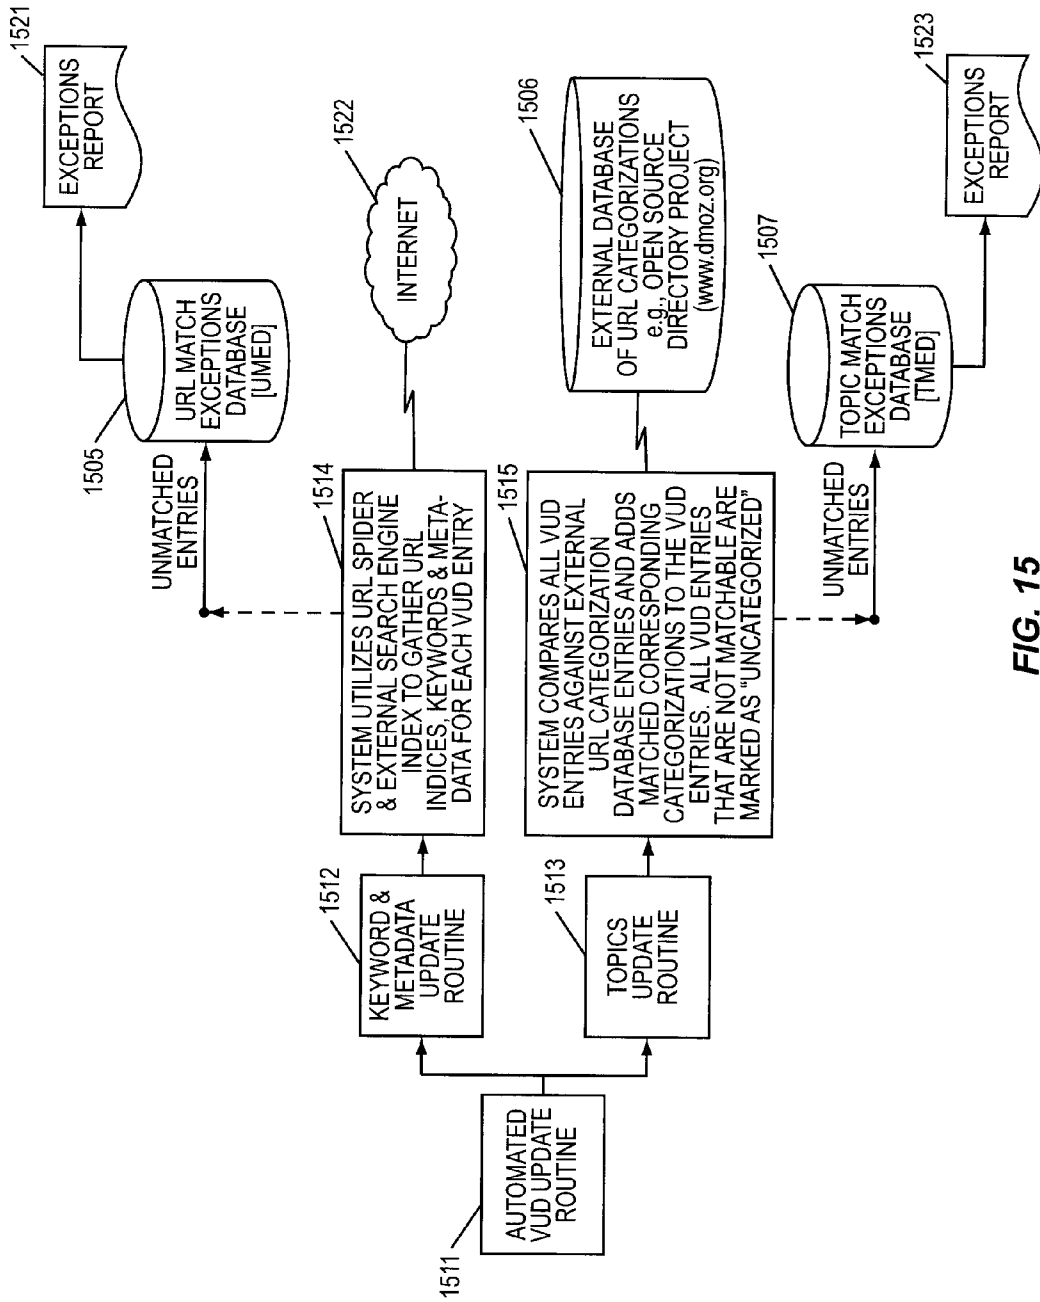 1521
EXCEPTIONS
REPORT
1505
URL MATCH
EXCEPTIONS
DATABASE
[UMED]
UNMATCHED
ENTRIES
1522
INTERNET
1514
SYSTEM UTILIZES URL SPIDER
& EXTERNAL SEARCH ENGINE
INDEX TO GATHER URL
INDICES, KEYWORDS & META-
DATA FOR EACH VUD ENTRY
1512
KEYWORD &
METADATA
UPDATE
ROUTINE
1511
AUTOMATED
VUD UPDATE
ROUTINE
1513
TOPICS
UPDATE
ROUTINE
1515
SYSTEM COMPARES ALL VUD
ENTRIES AGAINST EXTERNAL
URL CATEGORIZATION
DATABASE ENTRIES AND ADDS
MATCHED CORRESPONDING
CATEGORIZATIONS TO THE VUD
ENTRIES. ALL VUD ENTRIES
THAT ARE NOT MATCHABLE ARE
MARKED AS "UNCATEGORIZED"
1506
EXTERNAL DATABASE
OF URL CATEGORIZATIONS
e.g., OPEN SOURCE
DIRECTORY PROJECT
(www.dmoz.org)
UNMATCHED
ENTRIES
1507
TOPIC MATCH
EXCEPTIONS
DATABASE
[TMED]
1523
EXCEPTIONS
REPORT
FIG. 15